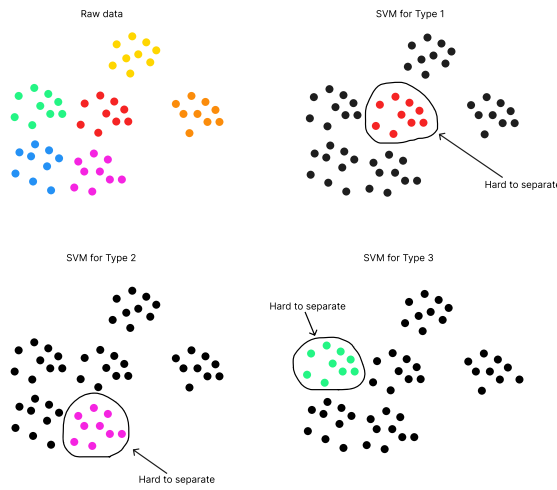 Raw data
SVM for Type 1
Hard to separate
SVM for Type 2
SVM for Type 3
Hard to separate
Hard to separate